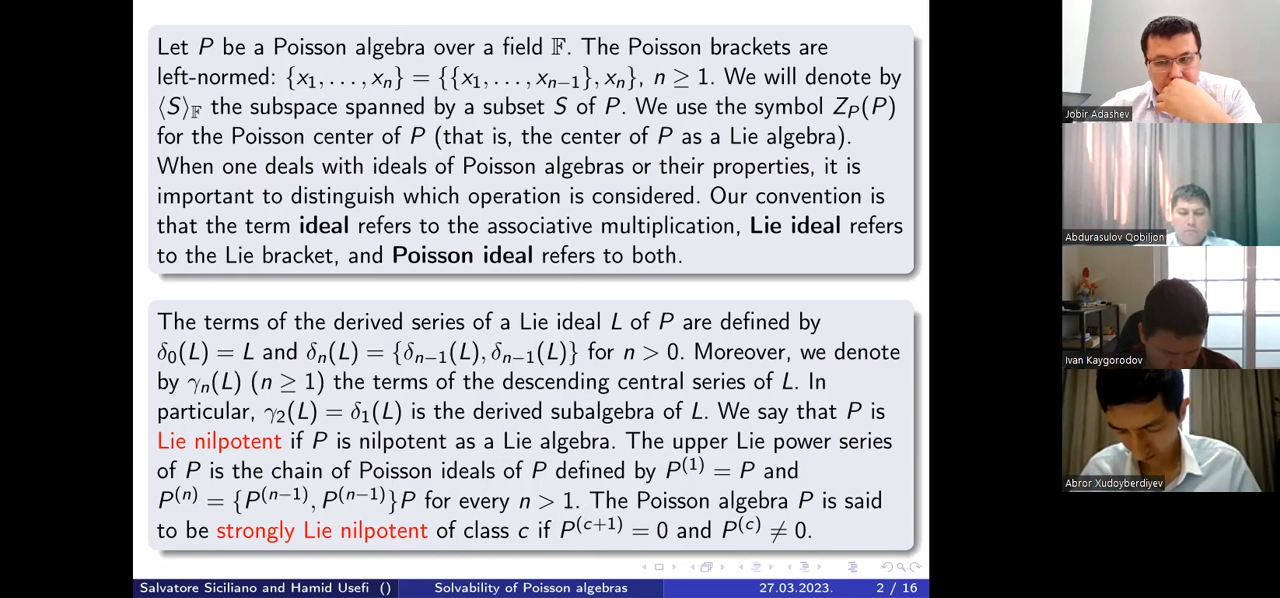 Let P be a Poisson algebra over a field 𝔽. The Poisson brackets are
left-normed: {x₁, . . . , xₙ} = {{x₁, . . . , xₙ₋₁}, xₙ}, n ≥ 1. We will denote by
⟨S⟩_𝔽 the subspace spanned by a subset S of P. We use the symbol Z_P(P)
for the Poisson center of P (that is, the center of P as a Lie algebra).
When one deals with ideals of Poisson algebras or their properties, it is
important to distinguish which operation is considered. Our convention is
that the term ideal refers to the associative multiplication, Lie ideal refers
to the Lie bracket, and Poisson ideal refers to both.
The terms of the derived series of a Lie ideal L of P are defined by
δ₀(L) = L and δₙ(L) = {δₙ₋₁(L), δₙ₋₁(L)} for n > 0. Moreover, we denote
by γₙ(L) (n ≥ 1) the terms of the descending central series of L. In
particular, γ₂(L) = δ₁(L) is the derived subalgebra of L. We say that P is
Lie nilpotent if P is nilpotent as a Lie algebra. The upper Lie power series
of P is the chain of Poisson ideals of P defined by P⁽¹⁾ = P and
P⁽ⁿ⁾ = {P⁽ⁿ⁻¹⁾, P⁽ⁿ⁻¹⁾}P for every n > 1. The Poisson algebra P is said
to be strongly Lie nilpotent of class c if P⁽ᶜ⁺¹⁾ = 0 and P⁽ᶜ⁾ ≠ 0.
Salvatore Siciliano and Hamid Usefi () Solvability of Poisson algebras 27.03.2023. 2 / 16
Jobir Adashev
Abdurasulov Qobiljon
Ivan Kaygorodov
Abror Xudoyberdiyev